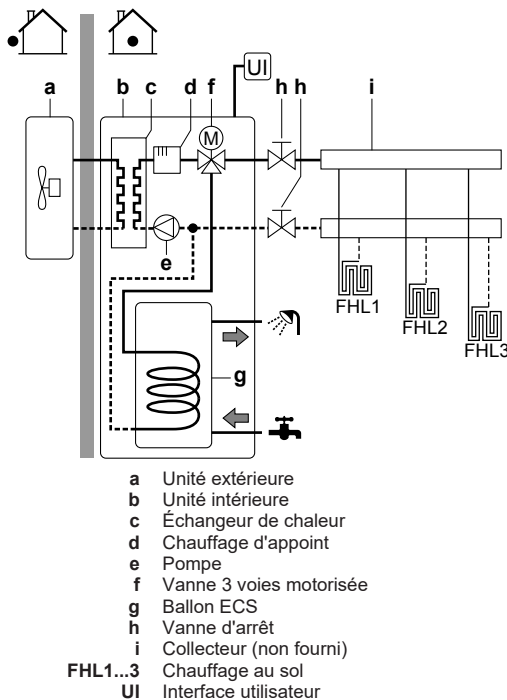 UI
a b c d f h h i
M
e
FHL1
FHL2
FHL3
g
a Unité extérieure
b Unité intérieure
c Échangeur de chaleur
d Chauffage d'appoint
e Pompe
f Vanne 3 voies motorisée
g Ballon ECS
h Vanne d'arrêt
i Collecteur (non fourni)
FHL1...3 Chauffage au sol
UI Interface utilisateur